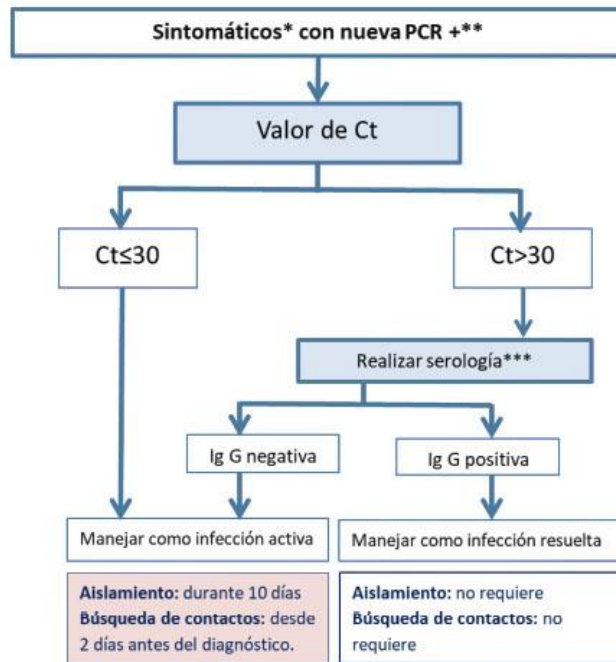 Sintomáticos* con nueva PCR +**
Valor de Ct
Ct≤30
Ct>30
Realizar serología***
Ig G negativa
Ig G positiva
Manejar como infección activa
Manejar como infección resuelta
Aislamiento: durante 10 días
Búsqueda de contactos: desde
2 días antes del diagnóstico.
Aislamiento: no requiere
Búsqueda de contactos: no
requiere